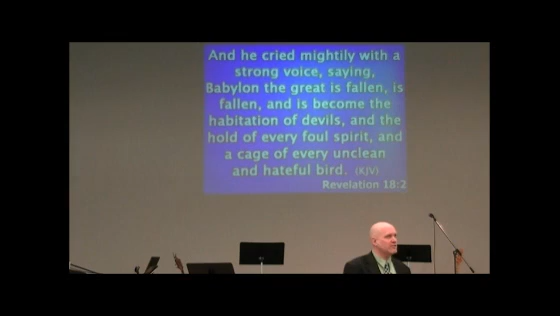 And he cried mightily with a
strong voice, saying,
Babylon the great is fallen, is
fallen, and is become the
habitation of devils, and the
hold of every foul spirit, and
a cage of every unclean
and hateful bird. (KJV)
Revelation 18:2